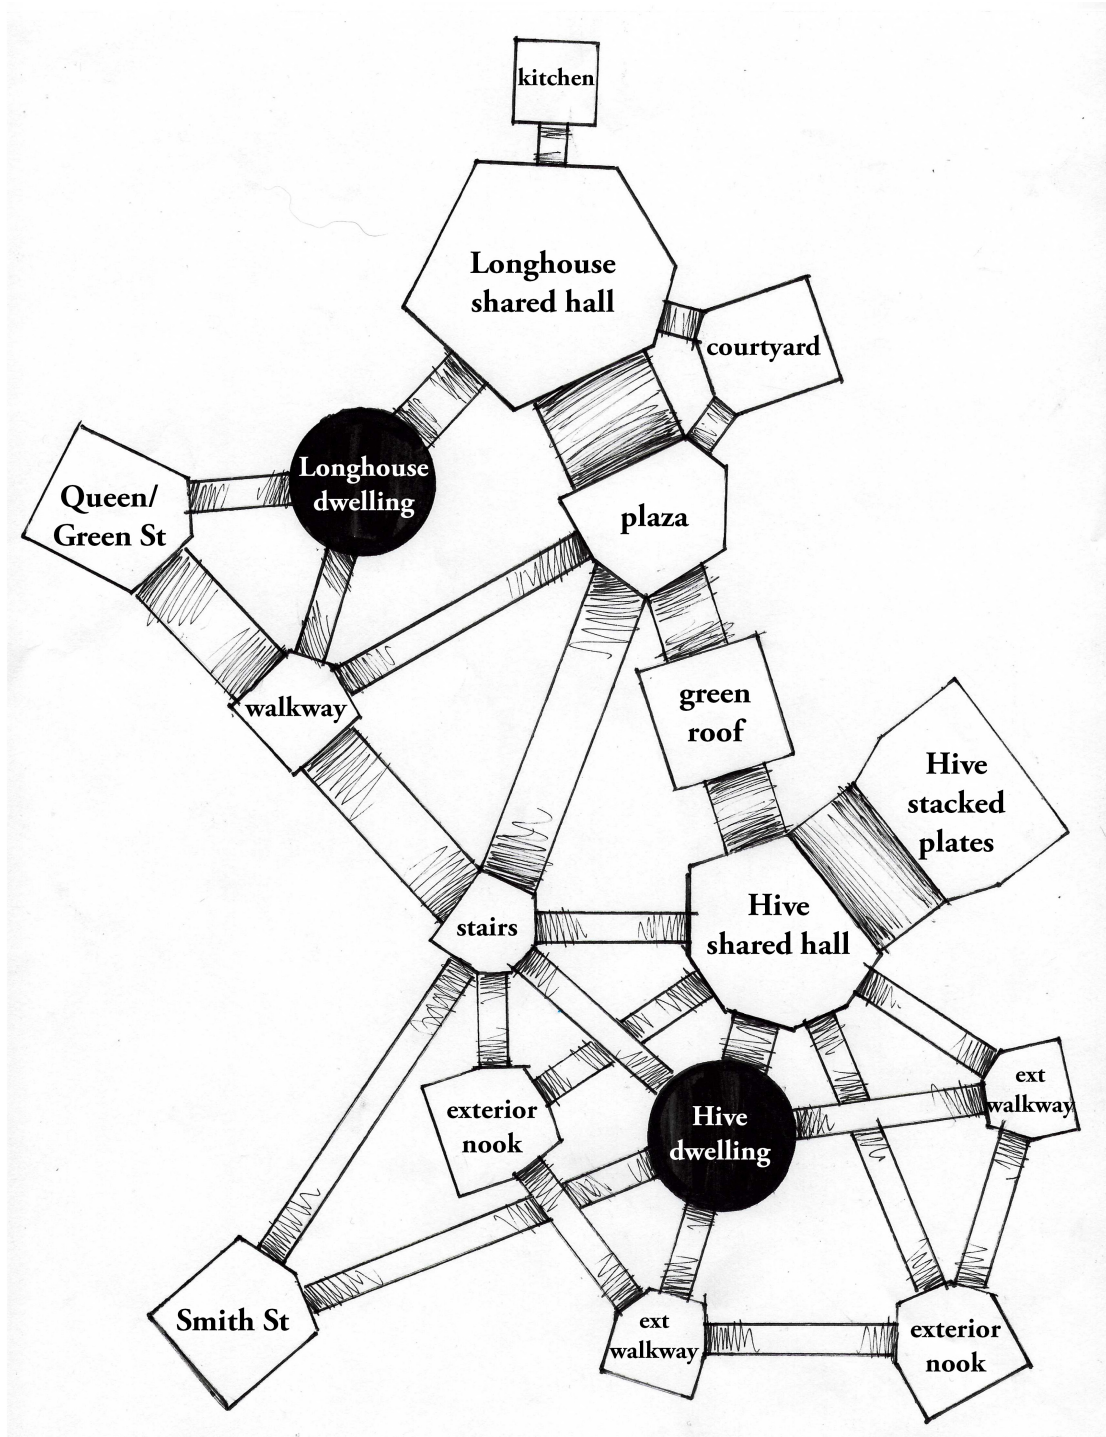 kitchen
Longhouse
shared hall
courtyard
Longhouse
dwelling
Queen/
Green St
plaza
walkway
green
roof
Hive
stacked
plates
Hive
shared hall
stairs
ext
walkway
exterior
nook
Hive
dwelling
Smith St
ext
walkway
exterior
nook